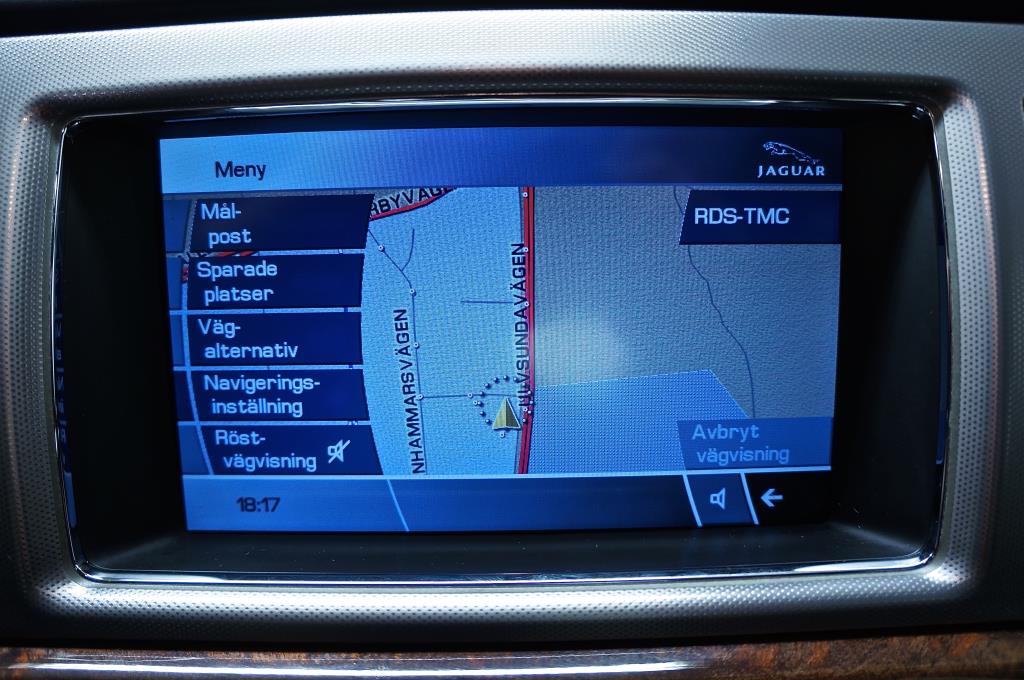 Meny
JAGUAR
Mål-
post
RDS-TMC
Sparade
platser
Väg-
alternativ
Navigerings-
inställning
Röst-
vägvisning
Avbryt
vägvisning
18:17